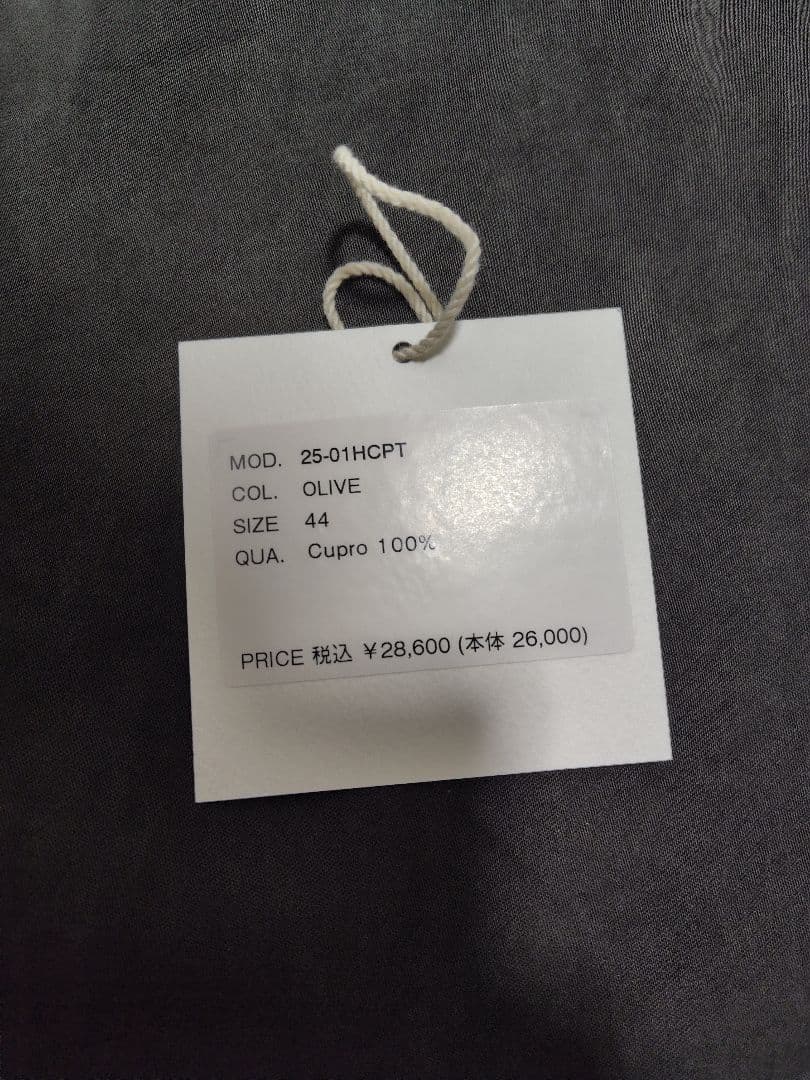 MOD. 25-01HCPT
COL. OLIVE
SIZE 44
QUA. Cupro 100%
PRICE 税込 ¥28,600 (本体 26,000)